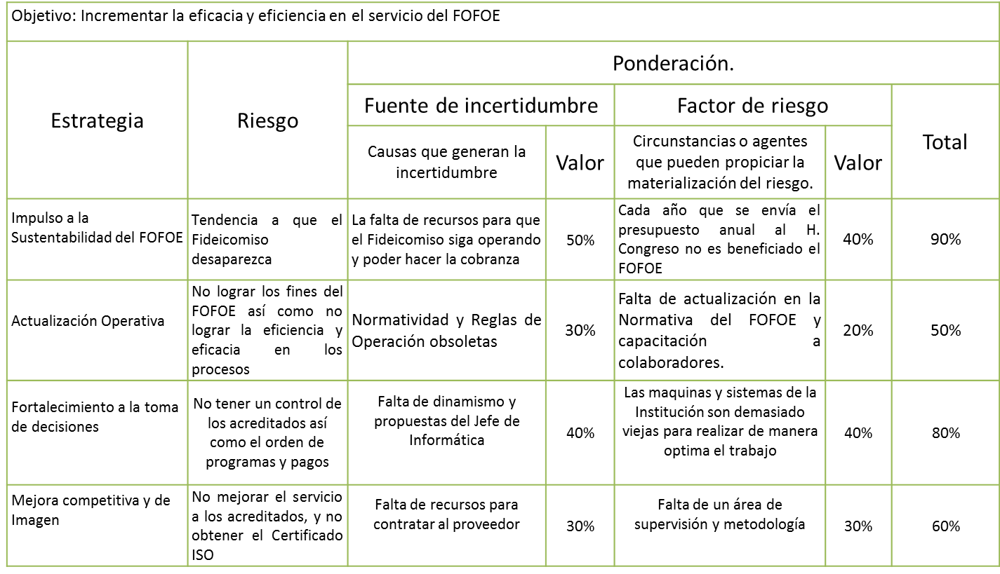 Objetivo: Incrementar la eficacia y eficiencia en el servicio del FOFOE
Estrategia
Riesgo
Ponderación.
Fuente de incertidumbre
Factor de riesgo
Total
Causas que generan la
incertidumbre
Valor
Circunstancias o agentes
que pueden propiciar la
materialización del riesgo.
Valor
Impulso a la
Sustentabilidad del FOFOE
Tendencia a que el
Fideicomiso
desaparezca
La falta de recursos para que
el Fideicomiso siga operando
y poder hacer la cobranza
50%
Cada año que se envía el
presupuesto anual al H.
Congreso no es beneficiado el
FOFOE
40%
90%
Actualización Operativa
No lograr los fines del
FOFOE así como no
lograr la eficiencia y
eficacia en los
procesos
Normatividad y Reglas de
Operación obsoletas
30%
Falta de actualización en la
Normativa del FOFOE y
capacitación a
colaboradores.
20%
50%
Fortalecimiento a la toma
de decisiones
No tener un control de
los acreditados así
como el orden de
programas y pagos
Falta de dinamismo y
propuestas del Jefe de
Informática
40%
Las maquinas y sistemas de la
Institución son demasiado
viejas para realizar de manera
optima el trabajo
40%
80%
Mejora competitiva y de
Imagen
No mejorar el servicio
a los acreditados, y no
obtener el Certificado
ISO
Falta de recursos para
contratar al proveedor
30%
Falta de un área de
supervisión y metodología
30%
60%